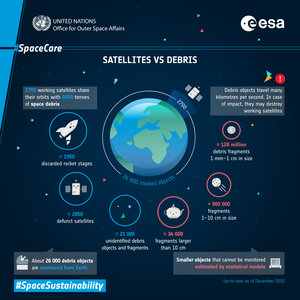 UNITED NATIONS
Office for Outer Space Affairs
esa
#SpaceCare
SATELLITES VS DEBRIS
2700 working satellites share
their orbits with 8800 tonnes
of space debris
2700
Debris objects travel many
kilometres per second. In case
of impact, they may destroy
working satellites
≈ 1950
discarded rocket stages
≈ 128 million
debris fragments
1 mm–1 cm in size
26 000 tracked objects
≈ 2850
defunct satellites
≈ 21 000
unidentified debris
objects and fragments
≈ 34 000
fragments larger
than 10 cm
≈ 900 000
fragments
1–10 cm in size
About 26 000 debris objects
are monitored from Earth
Smaller objects that cannot be monitored
estimated by statistical models
#SpaceSustainability
Up-to-date as of December 2020